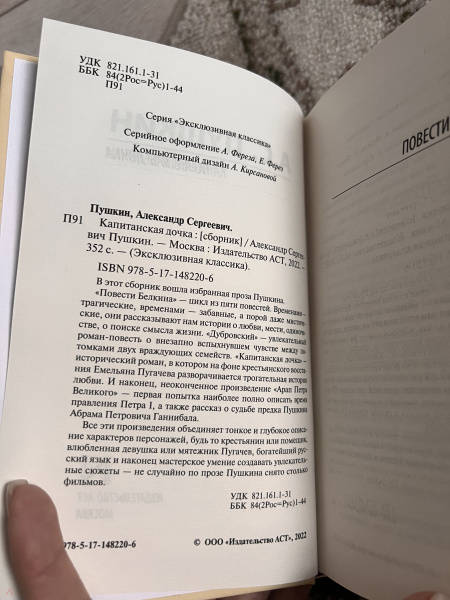 УДК 821.161.1-31
ББК 84(2Рос=Рус)1-44
П91
Серия «Эксклюзивная классика»
Серийное оформление А. Фереза, Е. Ферез
Компьютерный дизайн А. Кирсановой
ПОВЕСТИ
Пушкин, Александр Сергеевич.
П91 Капитанская дочка : [сборник] / Александр Сергее
вич Пушкин. — Москва : Издательство АСТ, 2022. –
352 с. — (Эксклюзивная классика).
ISBN 978-5-17-148220-6
В этот сборник вошла избранная проза Пушкина.
«Повести Белкина» — цикл из пяти повестей. Временами —
трагические, временами — забавные, а порой даже мистиче-
ские, они рассказывают нам истории о любви, мести, одиноч-
стве, о поиске смысла жизни. «Дубровский» — увлекательный
роман-повесть о внезапно вспыхнувшем чувстве между по-
томками двух враждующих семейств. «Капитанская дочка» —
исторический роман, в котором на фоне крестьянского восста-
ния Емельяна Пугачева разворачивается трогательная история
любви. И наконец, неоконченное произведение «Арап Петра
Великого» — первая попытка наиболее полно описать время
правления Петра I, а также рассказ о судьбе предка Пушкина
Абрама Петровича Ганнибала.
Все эти произведения объединяет тонкое и глубокое описа-
ние характеров персонажей, будь то крестьянин или помещик,
влюбленная девушка или мятежник Пугачев, богатейший рус-
ский язык и наконец мастерское умение создавать увлекатель-
ные сюжеты — не случайно по прозе Пушкина снято столько
фильмов.
УДК 821.161.1-31
ББК 84(2Рос=Рус)1-44
978-5-17-148220-6
© ООО «Издательство АСТ», 2022